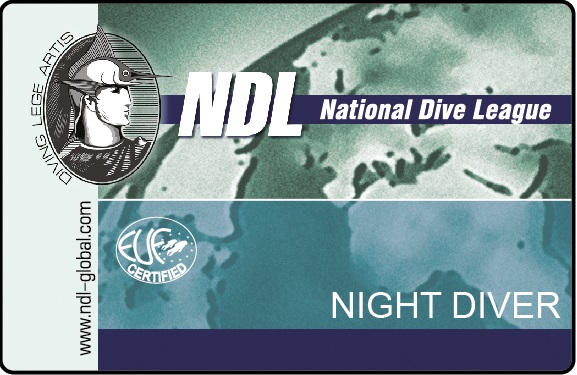 DIVING LEGE ARTIS
NDL
National Dive League
www.ndl-global.com
EUF
CERTIFIED
NIGHT DIVER